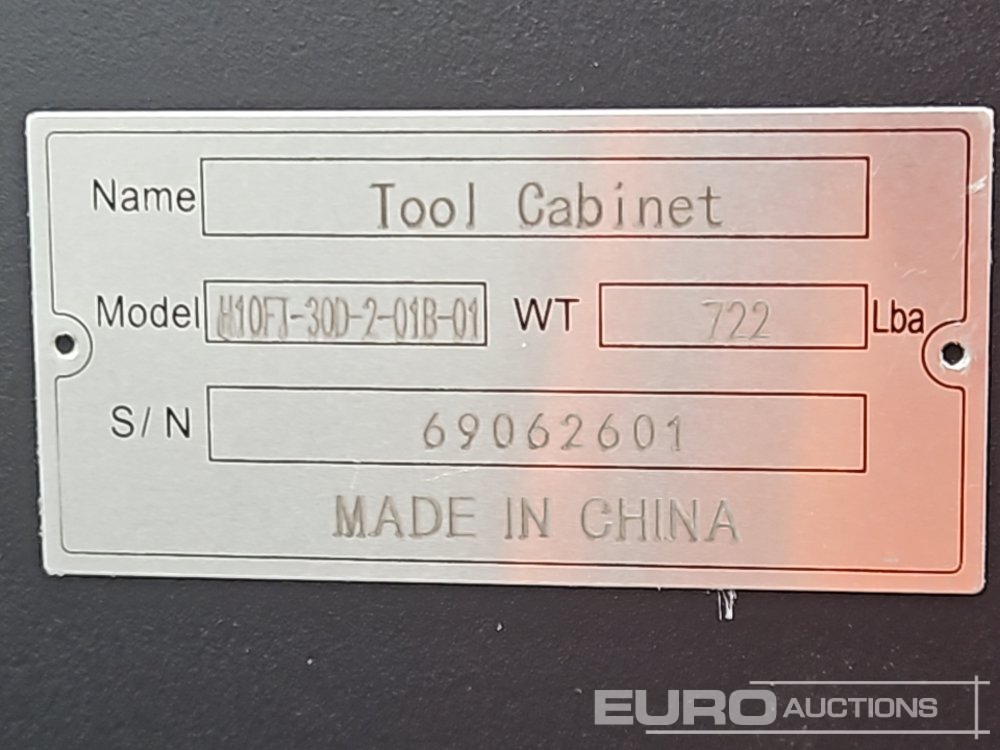 Name Tool Cabinet
Model H10FT-30D-2-01B-01 WT 722 Lba
S/N 69062601
MADE IN CHINA
EURO AUCTIONS